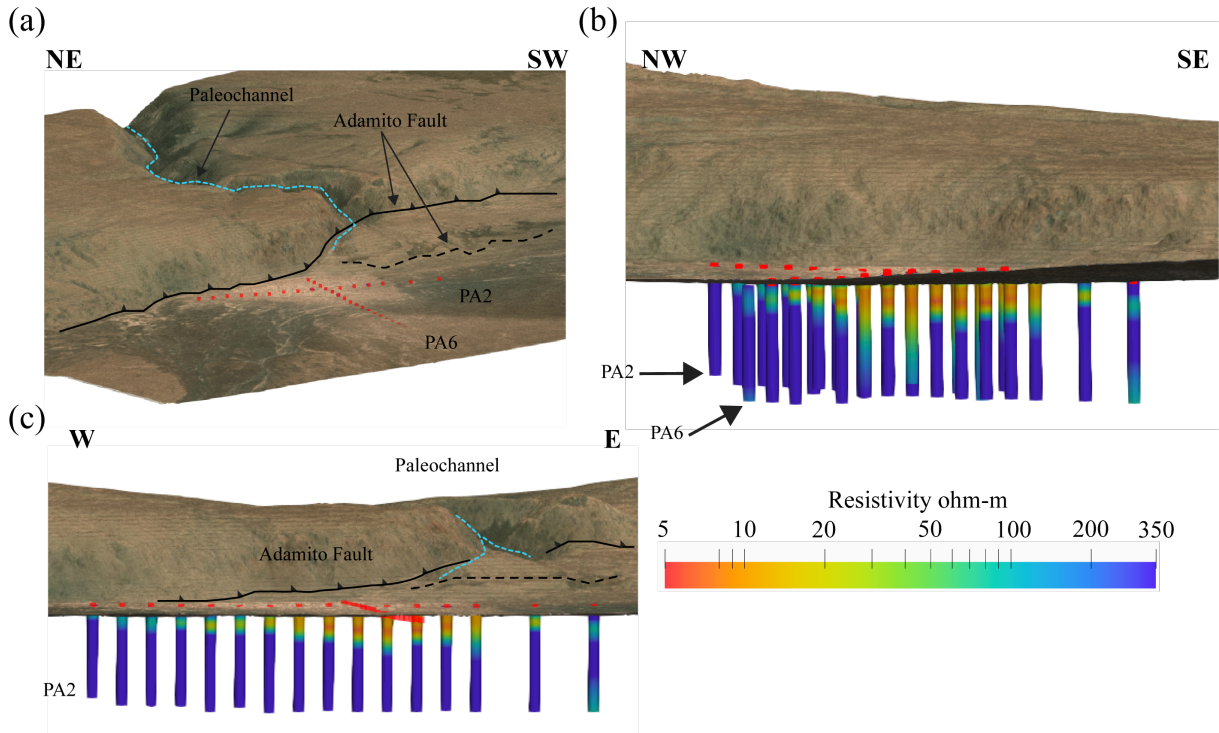 (a)
NE
SW
Paleochannel
Adamito Fault
PA2
PA6
(b)
NW
SE
PA2
PA6
(c)
W
E
Paleochannel
Adamito Fault
PA2
Resistivity ohm-m
5 10 20 50 100 200 350